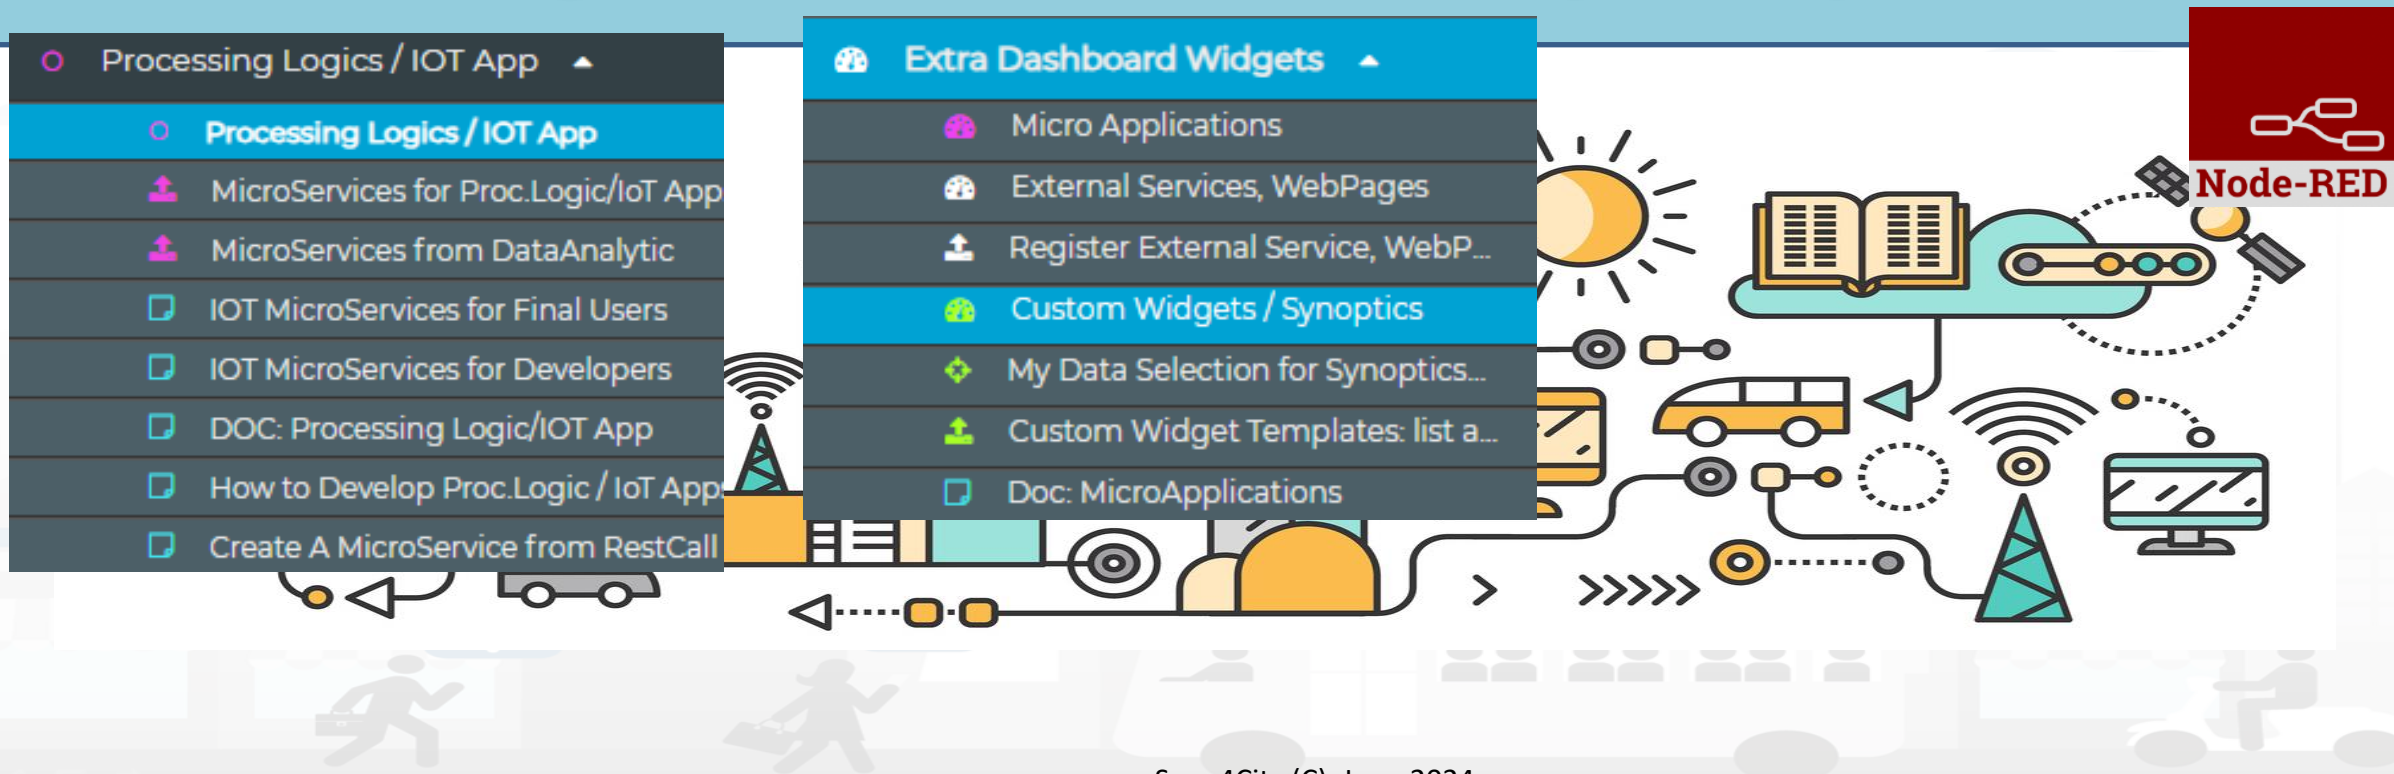 Processing Logics / IOT App
Processing Logics / IOT App
MicroServices for Proc.Logic/IoT App
MicroServices from DataAnalytic
IOT MicroServices for Final Users
IOT MicroServices for Developers
DOC: Processing Logic/IOT App
How to Develop Proc.Logic / IoT Apps
Create A MicroService from RestCall
Extra Dashboard Widgets
Micro Applications
External Services, WebPages
Register External Service, WebP...
Custom Widgets / Synoptics
My Data Selection for Synoptics...
Custom Widget Templates: list a...
Doc: MicroApplications
Node-RED